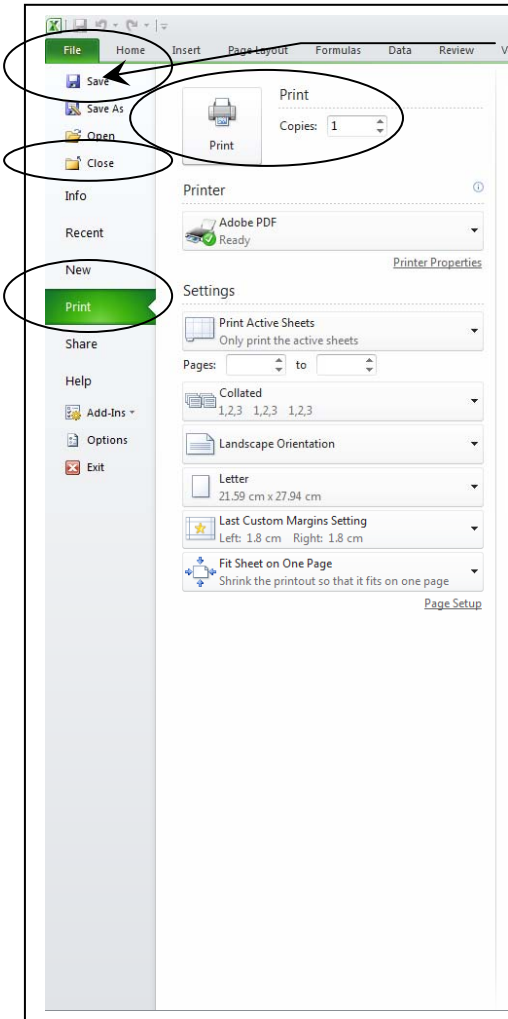 File Home Insert Page Layout Formulas Data Review V
Save
Save As
Open
Close
Info
Recent
New
Print
Share
Help
Add-Ins
Options
Exit
Print
Print
Copies: 1
Printer
Adobe PDF
Ready
Printer Properties
Settings
Print Active Sheets
Only print the active sheets
Pages: to
Collated
1,2,3 1,2,3 1,2,3
Landscape Orientation
Letter
21.59 cm x 27.94 cm
Last Custom Margins Setting
Left: 1.8 cm Right: 1.8 cm
Fit Sheet on One Page
Shrink the printout so that it fits on one page
Page Setup